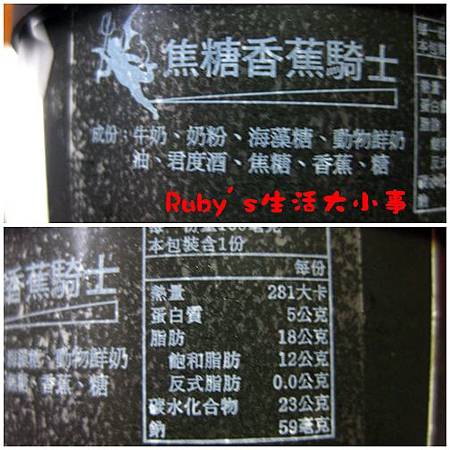 焦糖香蕉騎士
成份：牛奶、奶粉、海藻糖、動物鮮奶
油、君度酒、焦糖、香蕉、糖
Ruby's生活大小事
本包裝含1份
每份
熱量 281大卡
蛋白質 5公克
脂肪 18公克
飽和脂肪 12公克
反式脂肪 0.0公克
碳水化合物 23公克
鈉 59毫克
香蕉騎士
動物鮮奶
、香蕉、糖